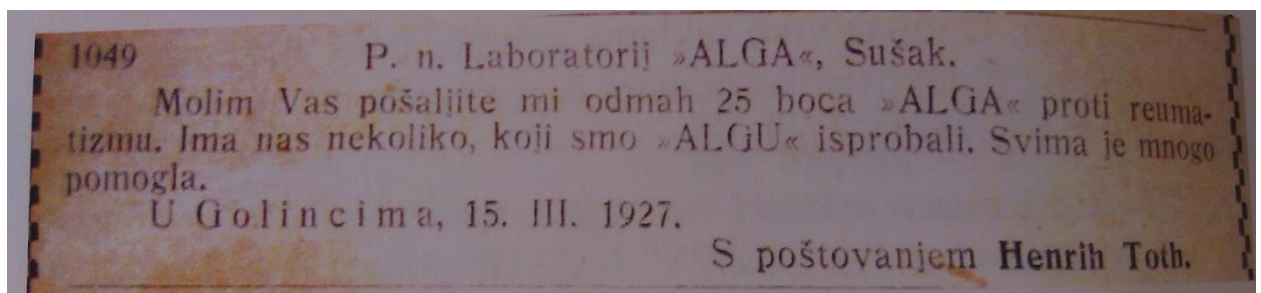 1049 P. n. Laboratorij »ALGA«, Sušak.
Molim Vas pošaljite mi odmah 25 boca »ALGA« proti reuma-
tizmu. Ima nas nekoliko, koji smo »ALGU« isprobali. Svima je mnogo
pomogla.
U Golincima, 15. III. 1927.
S poštovanjem Henrih Toth.